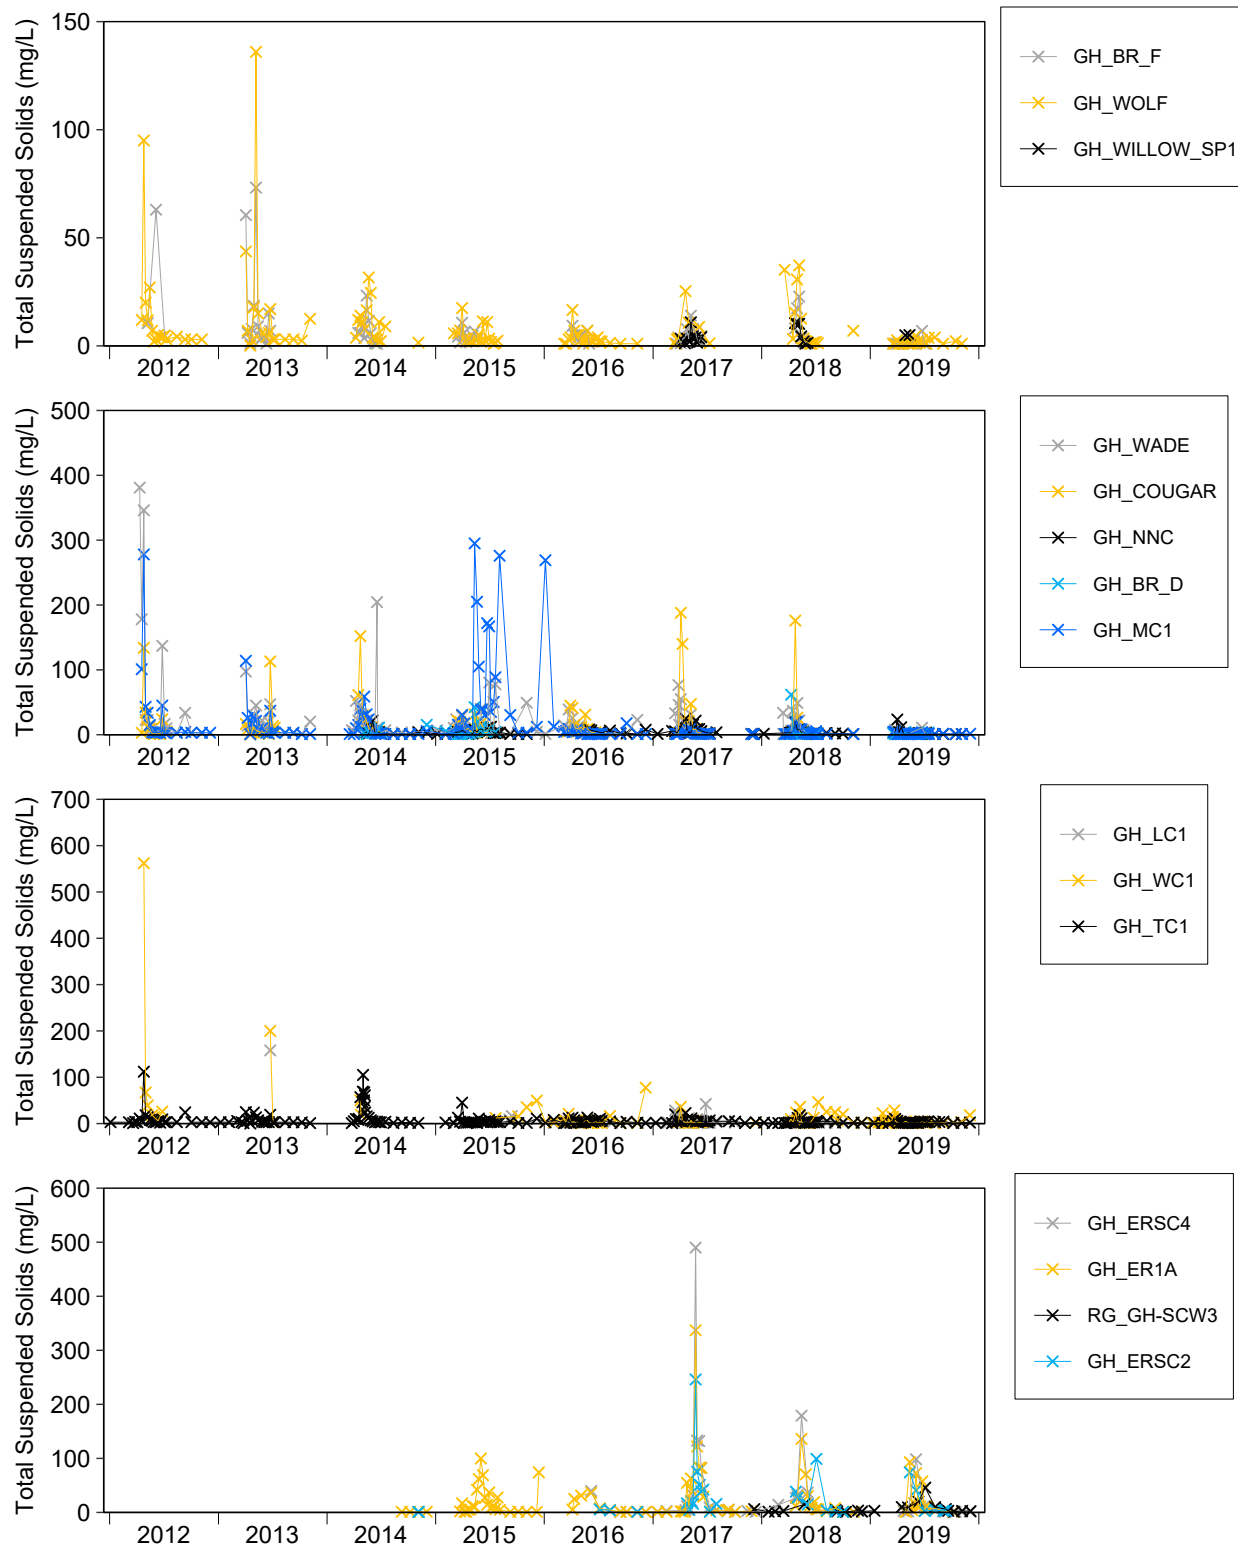 Total Suspended Solids (mg/L)
150
100
50
0
2012 2013 2014 2015 2016 2017 2018 2019
GH_BR_F
GH_WOLF
GH_WILLOW_SP1
Total Suspended Solids (mg/L)
500
400
300
200
100
0
2012 2013 2014 2015 2016 2017 2018 2019
GH_WADE
GH_COUGAR
GH_NNC
GH_BR_D
GH_MC1
Total Suspended Solids (mg/L)
700
600
500
400
300
200
100
0
2012 2013 2014 2015 2016 2017 2018 2019
GH_LC1
GH_WC1
GH_TC1
Total Suspended Solids (mg/L)
600
500
400
300
200
100
0
2012 2013 2014 2015 2016 2017 2018 2019
GH_ERSC4
GH_ER1A
RG_GH-SCW3
GH_ERSC2